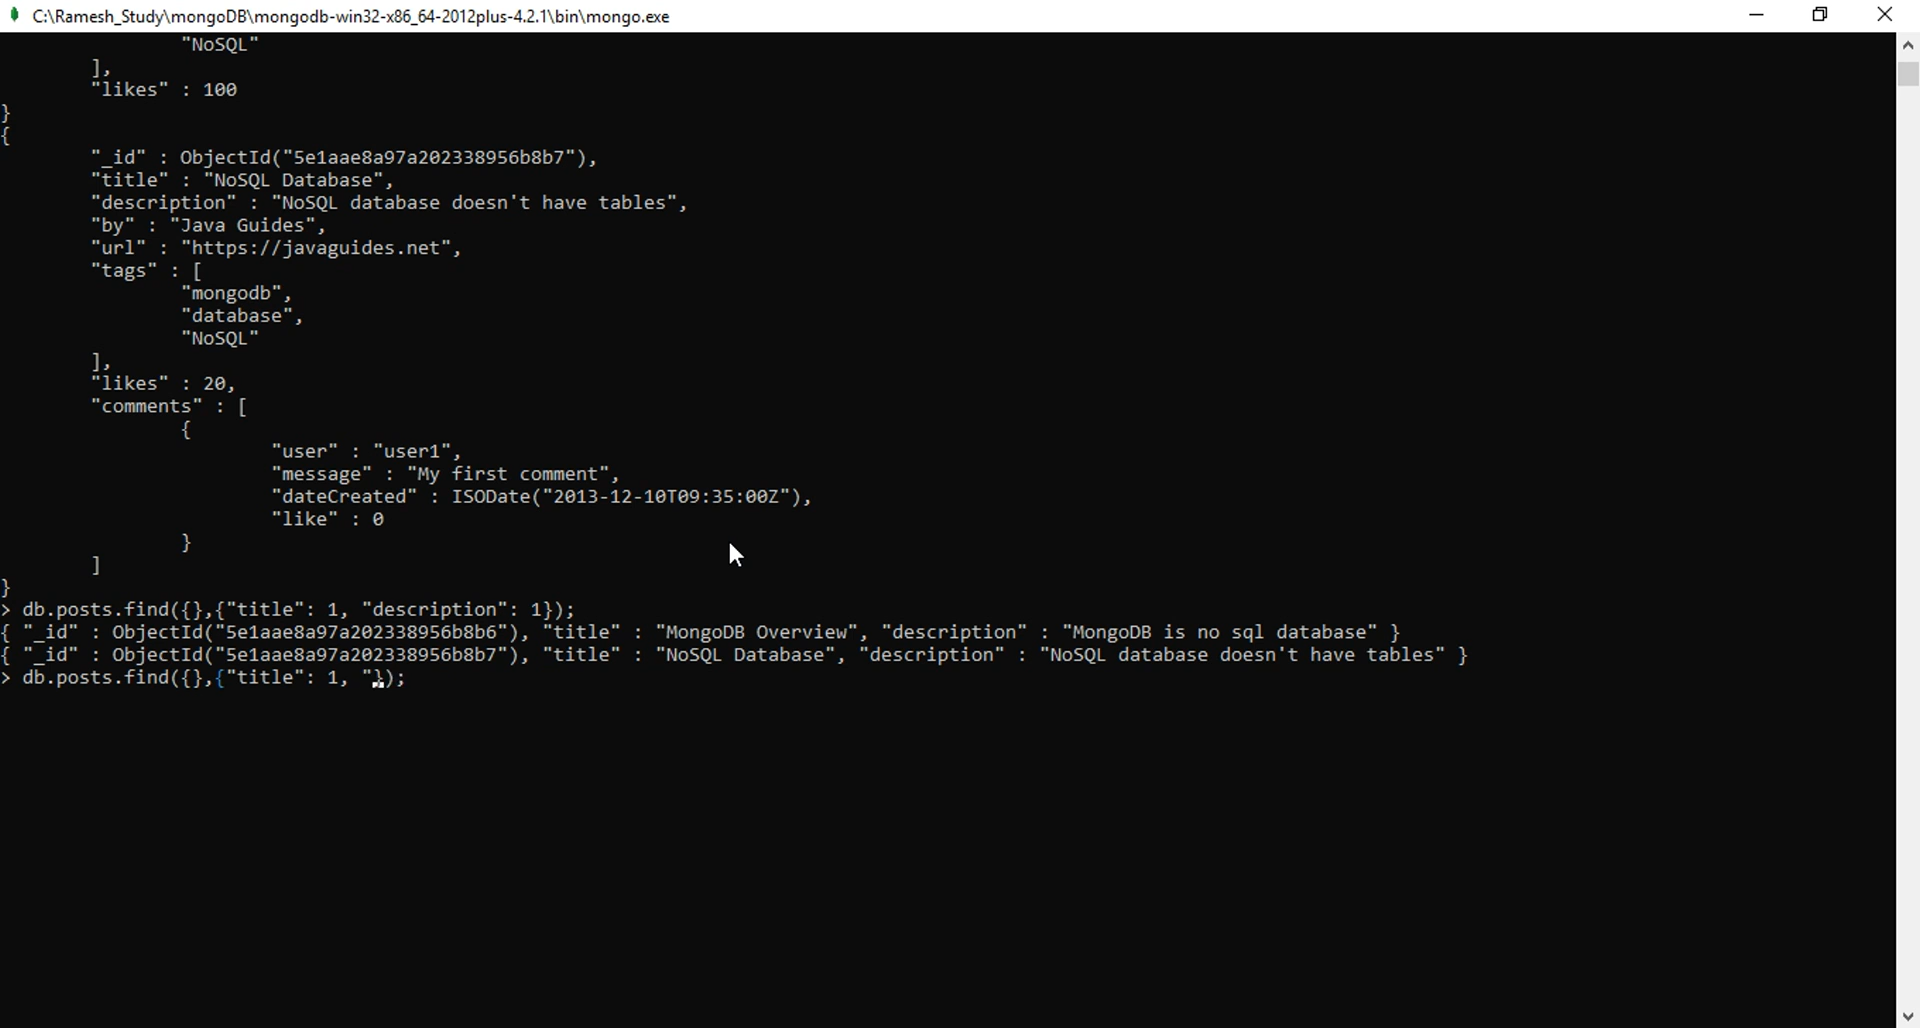 C:\Ramesh_Study\mongoDB\mongodb-win32-x86_64-2012plus-4.2.1\bin\mongo.exe
"NoSQL"
],
"likes" : 100
}
{
"_id" : ObjectId("5e1aae8a97a202338956b8b7"),
"title" : "NoSQL Database",
"description" : "NoSQL database doesn't have tables",
"by" : "Java Guides",
"url" : "https://javaguides.net",
"tags" : [
"mongodb",
"database",
"NoSQL"
],
"likes" : 20,
"comments" : [
{
"user" : "user1",
"message" : "My first comment",
"dateCreated" : ISODate("2013-12-10T09:35:00Z"),
"like" : 0
}
]
}
> db.posts.find({},{"title": 1, "description": 1});
{ "_id" : ObjectId("5e1aae8a97a202338956b8b6"), "title" : "MongoDB Overview", "description" : "MongoDB is no sql database" }
{ "_id" : ObjectId("5e1aae8a97a202338956b8b7"), "title" : "NoSQL Database", "description" : "NoSQL database doesn't have tables" }
> db.posts.find({},{"title": 1, "});